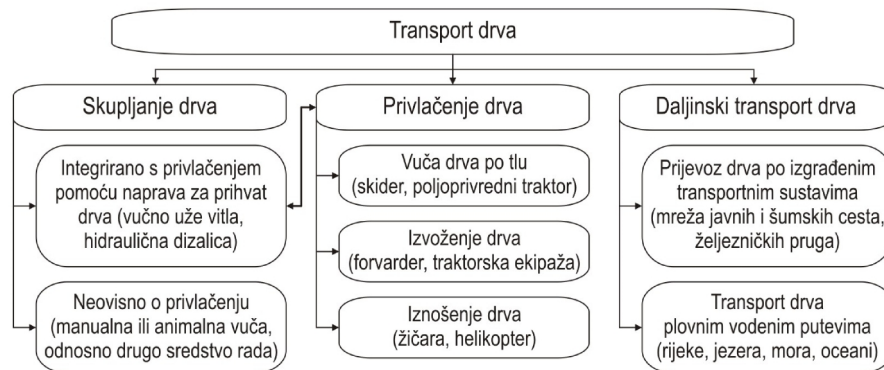 Transport drva
Skupljanje drva
Integrirano s privlačenjem
pomoću naprava za prihvat
drva (vučno uže vitla,
hidraulična dizalica)
Neovisno o privlačenju
(manualna ili animalna vuča,
odnosno drugo sredstvo rada)
Privlačenje drva
Vuča drva po tlu
(skider, poljoprivredni traktor)
Izvoženje drva
(forvarder, traktorska ekipaža)
Iznošenje drva
(žičara, helikopter)
Daljinski transport drva
Prijevoz drva po izgrađenim
transportnim sustavima
(mreža javnih i šumskih cesta,
željezničkih pruga)
Transport drva
plovnim vodenim putevima
(rijeke, jezera, mora, oceani)